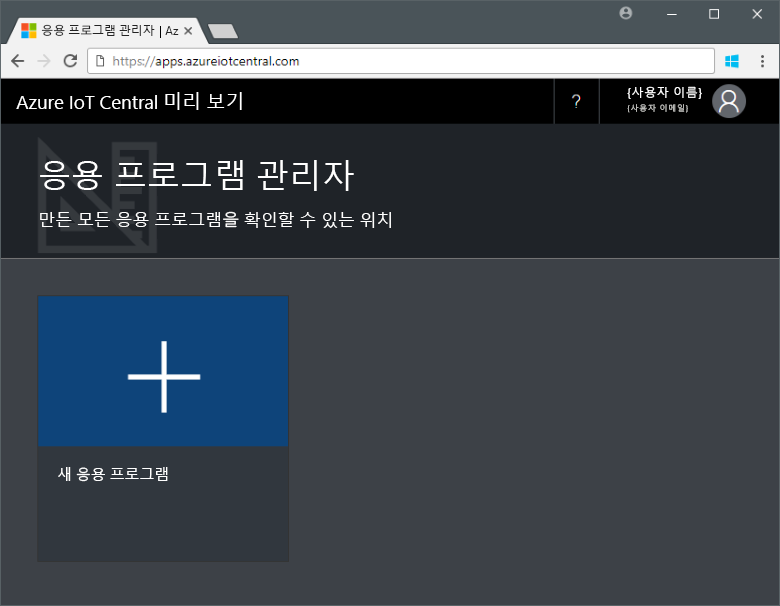 응용 프로그램 관리자 | Az
https://apps.azureiotcentral.com
Azure IoT Central 미리 보기
?
{사용자 이름}
{사용자 이메일}
응용 프로그램 관리자
만든 모든 응용 프로그램을 확인할 수 있는 위치
새 응용 프로그램